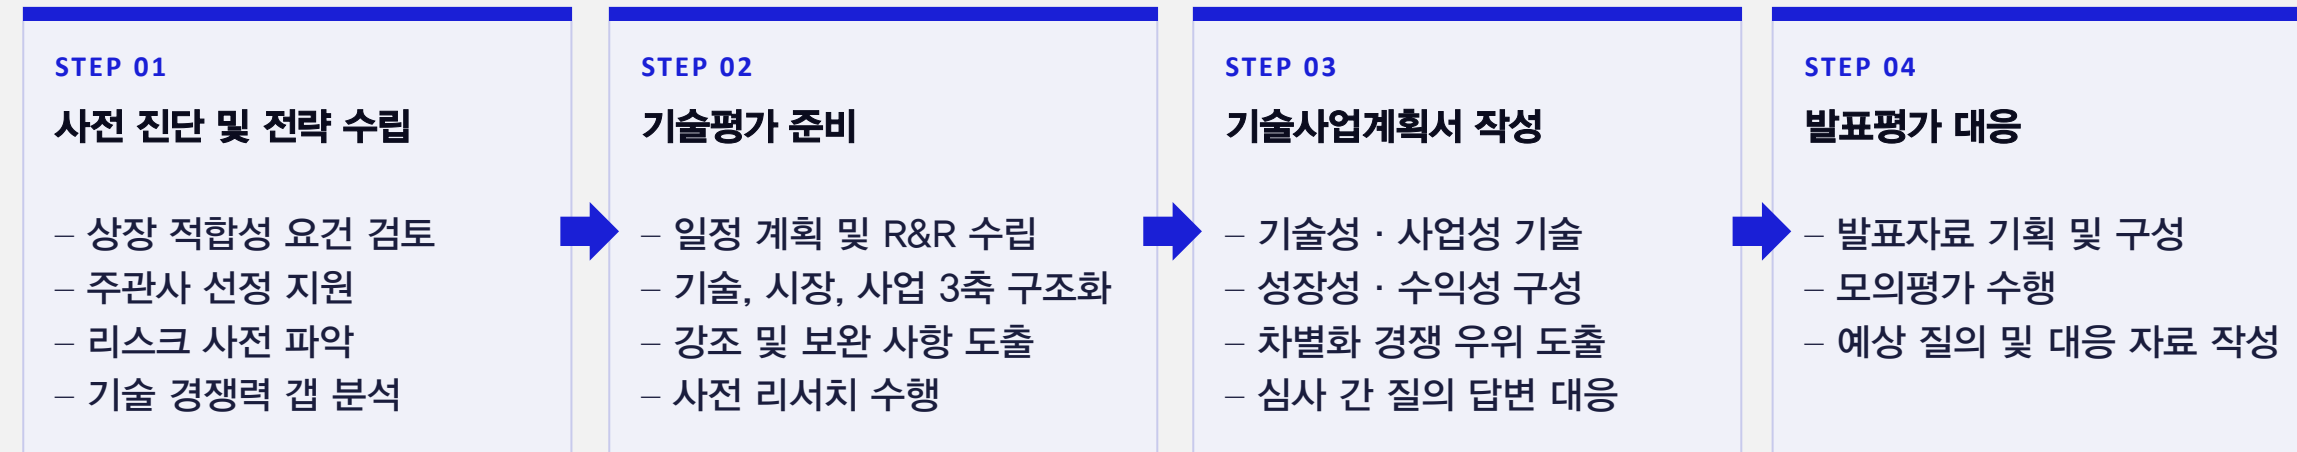 STEP 01
사전 진단 및 전략 수립
– 상장 적합성 요건 검토
– 주관사 선정 지원
– 리스크 사전 파악
– 기술 경쟁력 갭 분석
STEP 02
기술평가 준비
– 일정 계획 및 R&R 수립
– 기술, 시장, 사업 3축 구조화
– 강조 및 보완 사항 도출
– 사전 리서치 수행
STEP 03
기술사업계획서 작성
– 기술성 · 사업성 기술
– 성장성 · 수익성 구성
– 차별화 경쟁 우위 도출
– 심사 간 질의 답변 대응
STEP 04
발표평가 대응
– 발표자료 기획 및 구성
– 모의평가 수행
– 예상 질의 및 대응 자료 작성